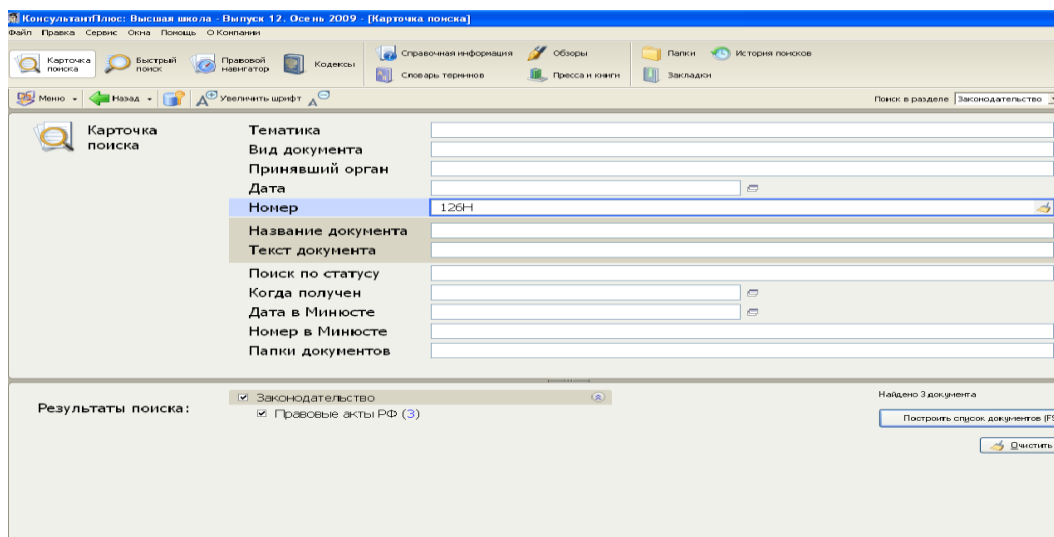 КонсультантПлюс: Высшая школа - Выпуск 12. Осень 2009 - [Карточка поиска]
Файл Правка Сервис Окна Помощь О Компании
Карточка поиска Быстрый поиск Правовой навигатор Кодексы
Справочная информация Обзоры Папки История поисков
Словарь терминов Пресса и книги Закладки
Меню Назад Увеличить шрифт Поиск в разделе Законодательство
Карточка поиска
Тематика
Вид документа
Принявший орган
Дата
Номер 126Н
Название документа
Текст документа
Поиск по статусу
Когда получен
Дата в Минюсте
Номер в Минюсте
Папки документов
Результаты поиска:
Законодательство
Правовые акты РФ (3)
Найдено 3 документа
Построить список документов (F9
Очистить